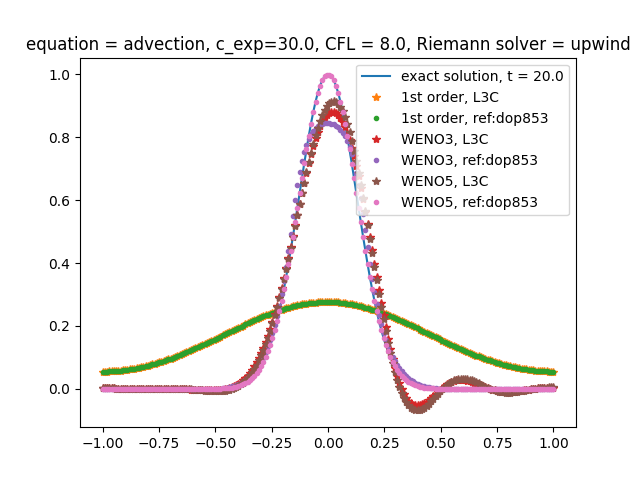 equation = advection, c_exp=30.0, CFL = 8.0, Riemann solver = upwind
exact solution, t = 20.0
1st order, L3C
1st order, ref:dop853
WENO3, L3C
WENO3, ref:dop853
WENO5, L3C
WENO5, ref:dop853
1.0
0.8
0.6
0.4
0.2
0.0
−1.00 −0.75 −0.50 −0.25 0.00 0.25 0.50 0.75 1.00